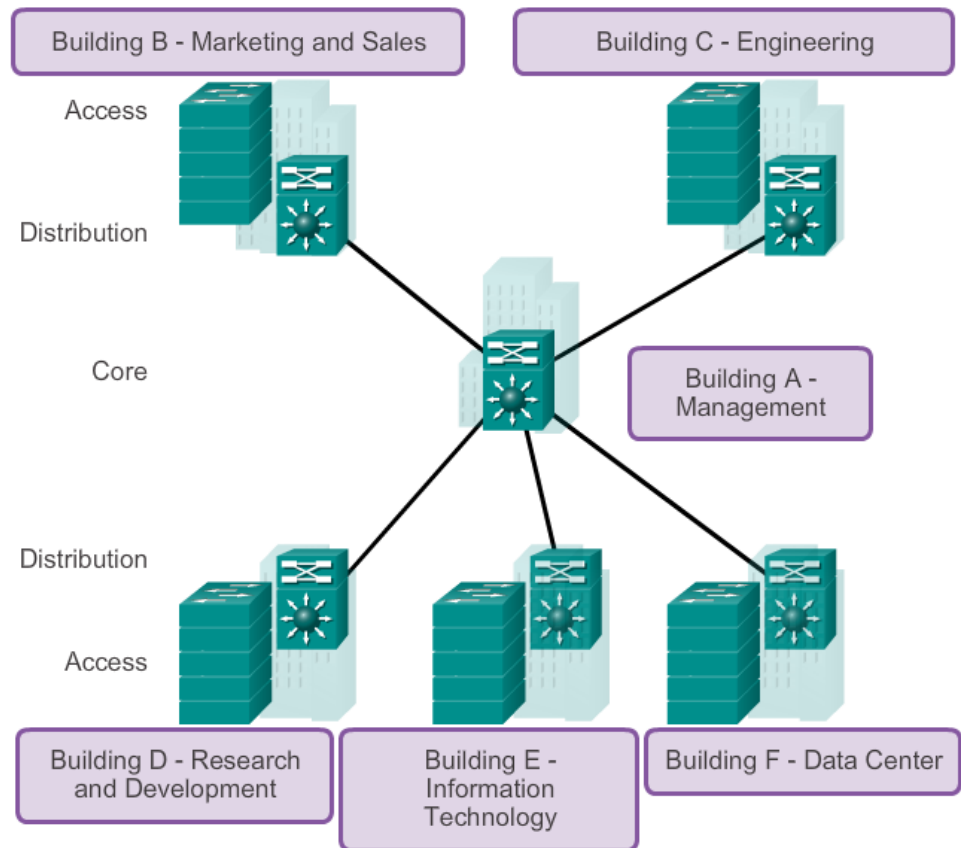 Building B - Marketing and Sales
Building C - Engineering
Access
Distribution
Core
Building A -
Management
Distribution
Access
Building D - Research
and Development
Building E -
Information
Technology
Building F - Data Center